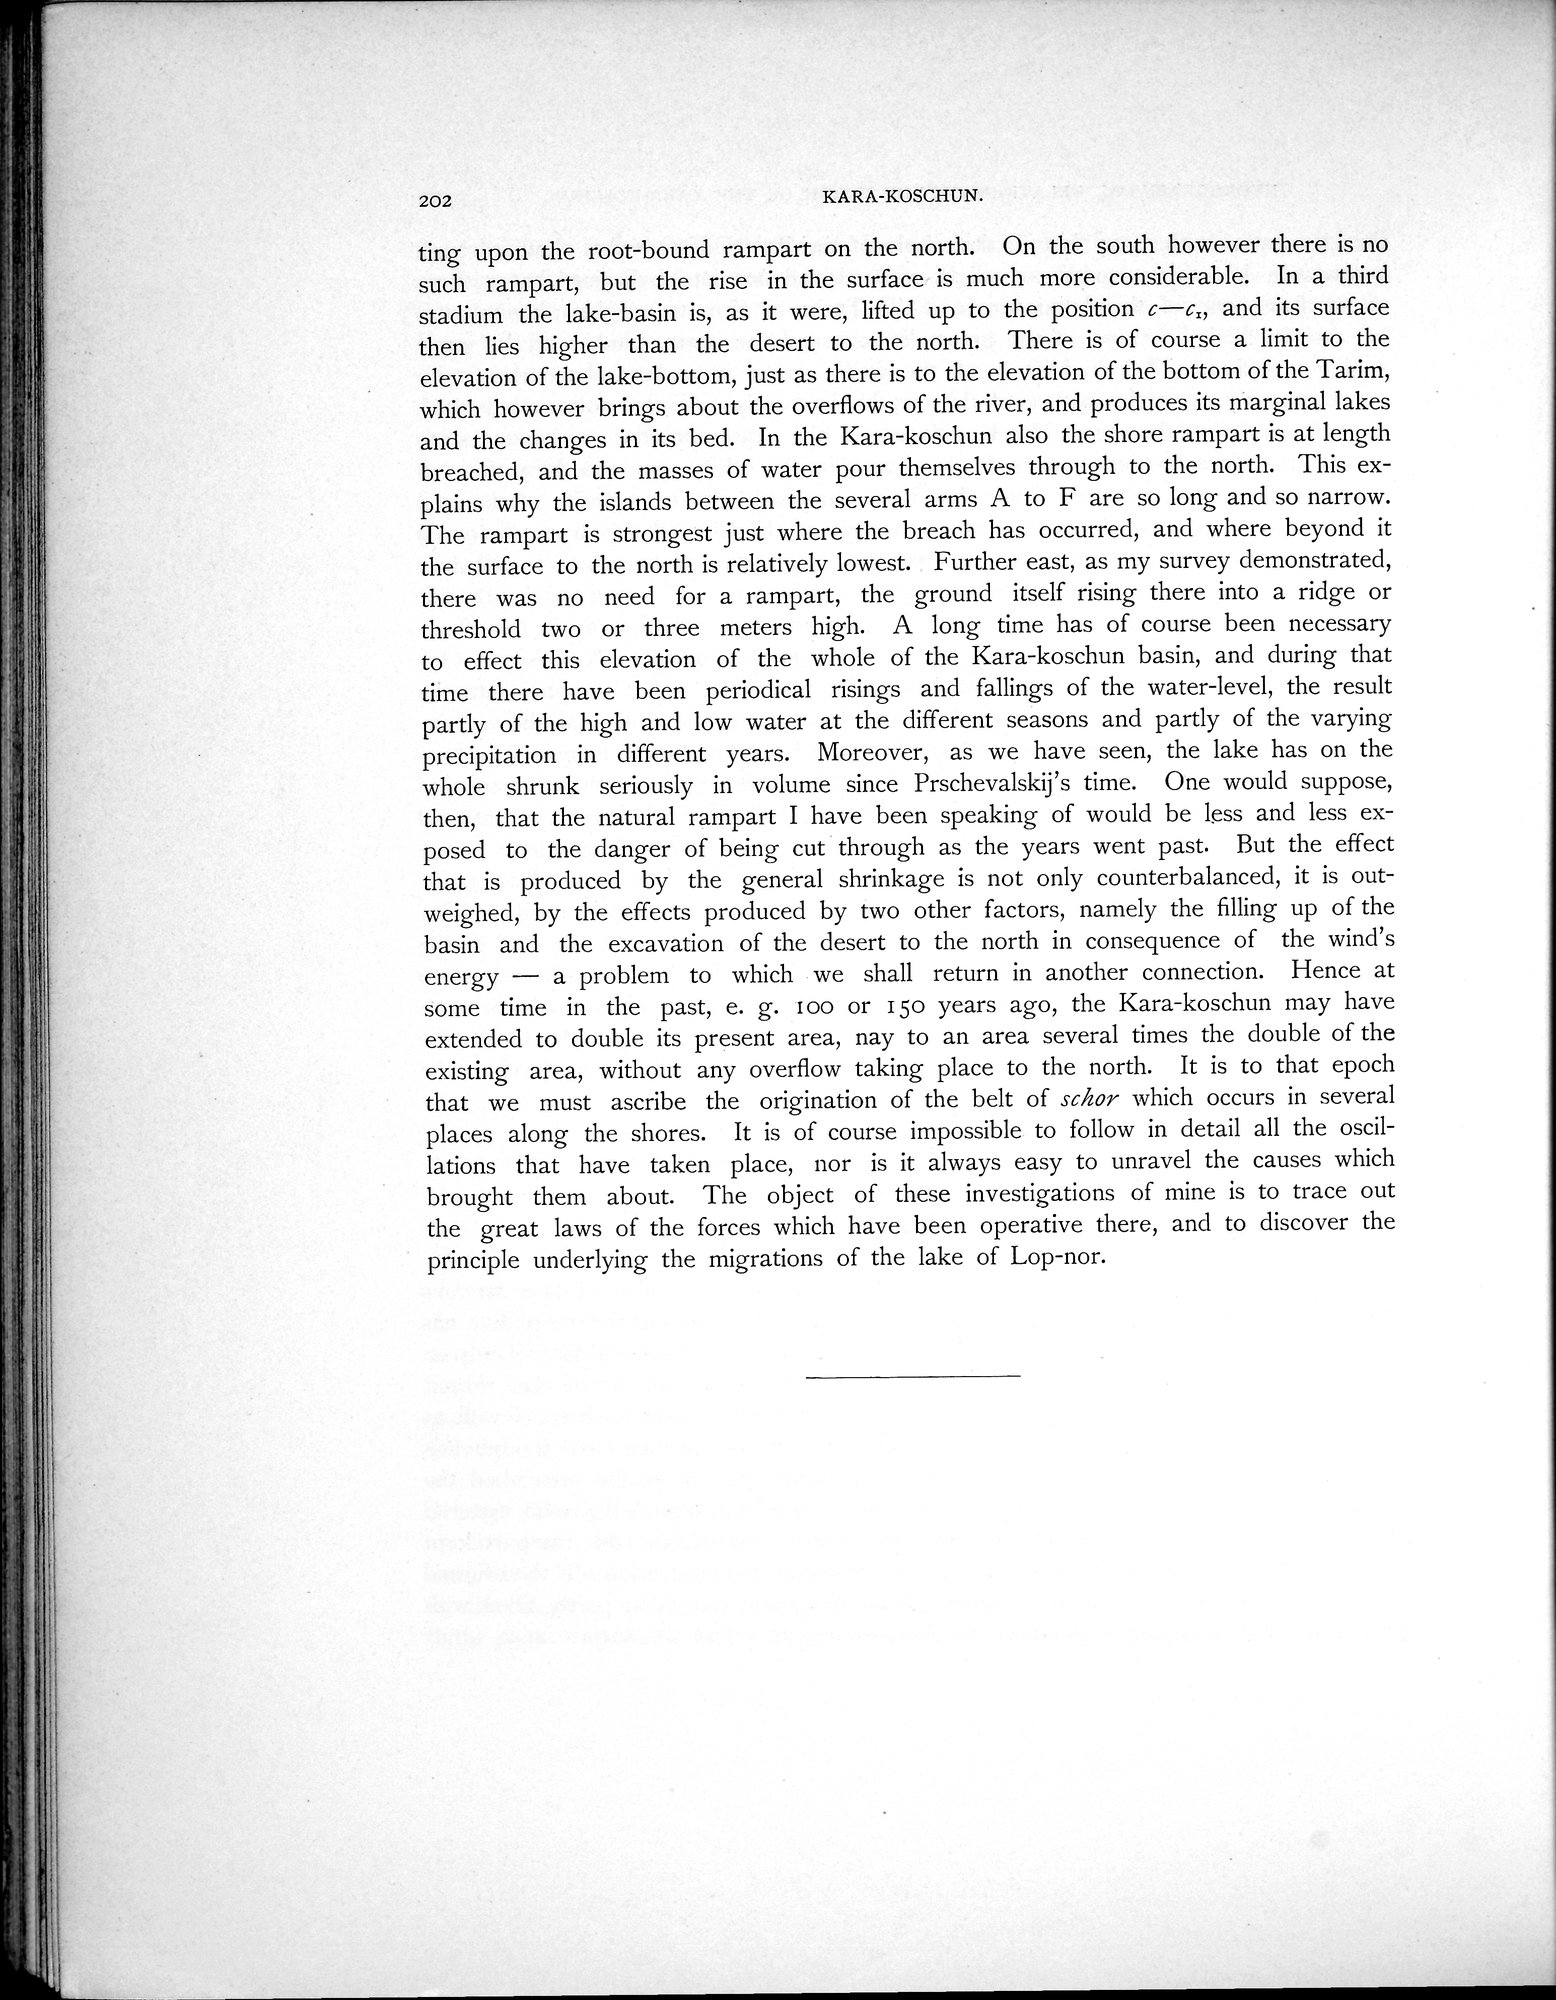 202
KARA-KOSCHUN.
ting upon the root-bound rampart on the north. On the south however there is no
such rampart, but the rise in the surface is much more considerable. In a third
stadium the lake-basin is, as it were, lifted up to the position c—c₁, and its surface
then lies higher than the desert to the north. There is of course a limit to the
elevation of the lake-bottom, just as there is to the elevation of the bottom of the Tarim,
which however brings about the overflows of the river, and produces its marginal lakes
and the changes in its bed. In the Kara-koschun also the shore rampart is at length
breached, and the masses of water pour themselves through to the north. This ex-
plains why the islands between the several arms A to F are so long and so narrow.
The rampart is strongest just where the breach has occurred, and where beyond it
the surface to the north is relatively lowest. Further east, as my survey demonstrated,
there was no need for a rampart, the ground itself rising there into a ridge or
threshold two or three meters high. A long time has of course been necessary
to effect this elevation of the whole of the Kara-koschun basin, and during that
time there have been periodical risings and fallings of the water-level, the result
partly of the high and low water at the different seasons and partly of the varying
precipitation in different years. Moreover, as we have seen, the lake has on the
whole shrunk seriously in volume since Prschevalskij's time. One would suppose,
then, that the natural rampart I have been speaking of would be less and less ex-
posed to the danger of being cut through as the years went past. But the effect
that is produced by the general shrinkage is not only counterbalanced, it is out-
weighed, by the effects produced by two other factors, namely the filling up of the
basin and the excavation of the desert to the north in consequence of the wind's
energy — a problem to which we shall return in another connection. Hence at
some time in the past, e. g. 100 or 150 years ago, the Kara-koschun may have
extended to double its present area, nay to an area several times the double of the
existing area, without any overflow taking place to the north. It is to that epoch
that we must ascribe the origination of the belt of schor which occurs in several
places along the shores. It is of course impossible to follow in detail all the oscil-
lations that have taken place, nor is it always easy to unravel the causes which
brought them about. The object of these investigations of mine is to trace out
the great laws of the forces which have been operative there, and to discover the
principle underlying the migrations of the lake of Lop-nor.